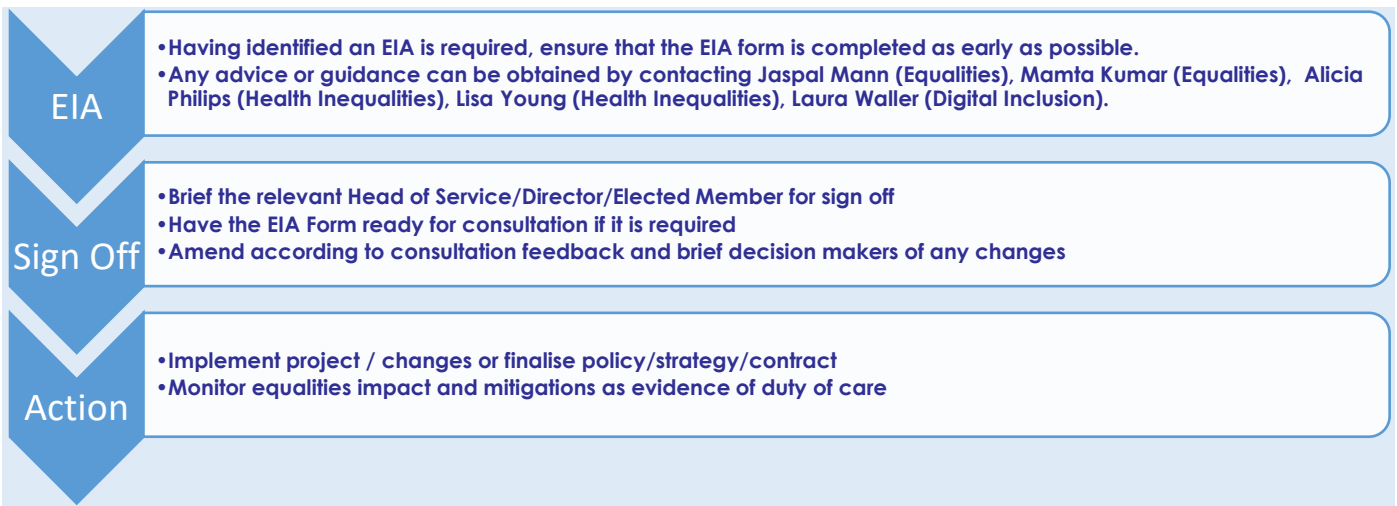 EIA
•Having identified an EIA is required, ensure that the EIA form is completed as early as possible.
•Any advice or guidance can be obtained by contacting Jaspal Mann (Equalities), Mamta Kumar (Equalities),  Alicia
Philips (Health Inequalities), Lisa Young (Health Inequalities), Laura Waller (Digital Inclusion).
Sign Off
•Brief the relevant Head of Service/Director/Elected Member for sign off
•Have the EIA Form ready for consultation if it is required
•Amend according to consultation feedback and brief decision makers of any changes
Action
•Implement project / changes or finalise policy/strategy/contract
•Monitor equalities impact and mitigations as evidence of duty of care